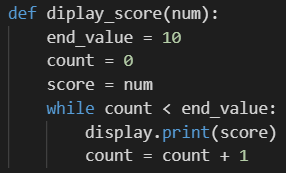 def diplay_score(num):
    end_value = 10
    count = 0
    score = num
    while count < end_value:
        display.print(score)
        count = count + 1